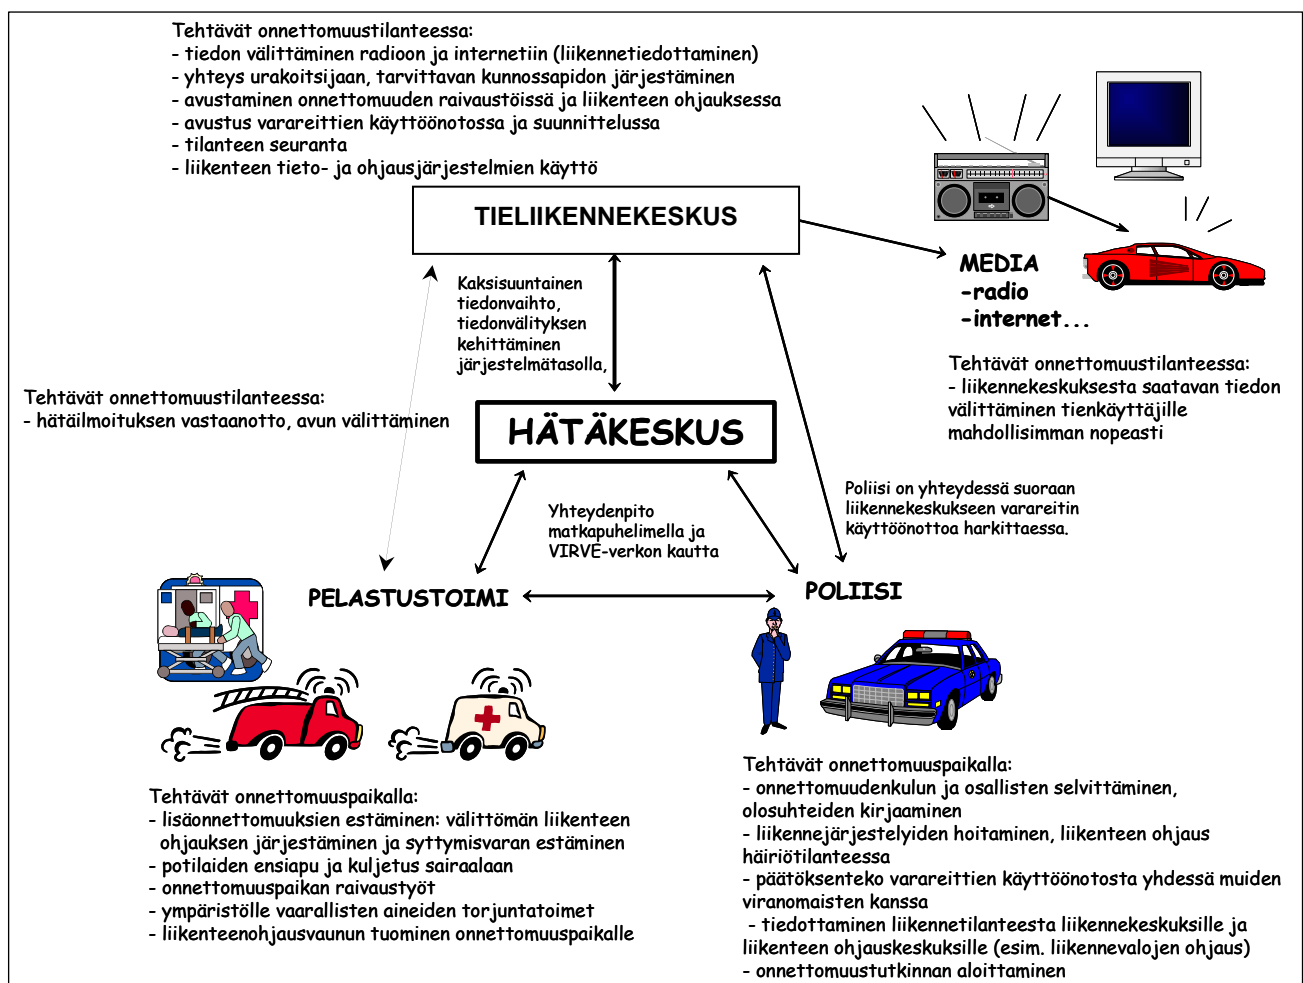 Tehtävät onnettomuustilanteessa:
- tiedon välittäminen radioon ja internetiin (liikennetiedottaminen)
- yhteys urakoitsijaan, tarvittavan kunnossapidon järjestäminen
- avustaminen onnettomuuden raivaustöissä ja liikenteen ohjauksessa
- avustus varareittien käyttöönotossa ja suunnittelussa
- tilanteen seuranta
- liikenteen tieto- ja ohjausjärjestelmien käyttö
TIELIIKENNEKESKUS
MEDIA
-radio
-internet...
Kaksisuuntainen
tiedonvaihto,
tiedonvälityksen
kehittäminen
järjestelmätasolla,
Tehtävät onnettomuustilanteessa:
- liikennekeskuksesta saatavan tiedon
välittäminen tienkäyttäjille
mahdollisimman nopeasti
Tehtävät onnettomuustilanteessa:
- hätäilmoituksen vastaanotto, avun välittäminen
HÄTÄKESKUS
Poliisi on yhteydessä suoraan
liikennekeskukseen varareitin
käyttöönottoa harkittaessa.
Yhteydenpito
matkapuhelimella ja
VIRVE-verkon kautta
PELASTUSTOIMI
POLIISI
Tehtävät onnettomuuspaikalla:
- lisäonnettomuuksien estäminen: välittömän liikenteen
ohjauksen järjestäminen ja syttymisvaran estäminen
- potilaiden ensiapu ja kuljetus sairaalaan
- onnettomuuspaikan raivaustyöt
- ympäristölle vaarallisten aineiden torjuntatoimet
- liikenteenohjausvaunun tuominen onnettomuuspaikalle
Tehtävät onnettomuuspaikalla:
- onnettomuudenkulun ja osallisten selvittäminen,
olosuhteiden kirjaaminen
- liikennejärjestelyiden hoitaminen, liikenteen ohjaus
häiriötilanteessa
- päätöksenteko varareittien käyttöönotosta yhdessä muiden
viranomaisten kanssa
- tiedottaminen liikennetilanteesta liikennekeskuksille ja
liikenteen ohjauskeskuksille (esim. liikennevalojen ohjaus)
- onnettomuustutkinnan aloittaminen